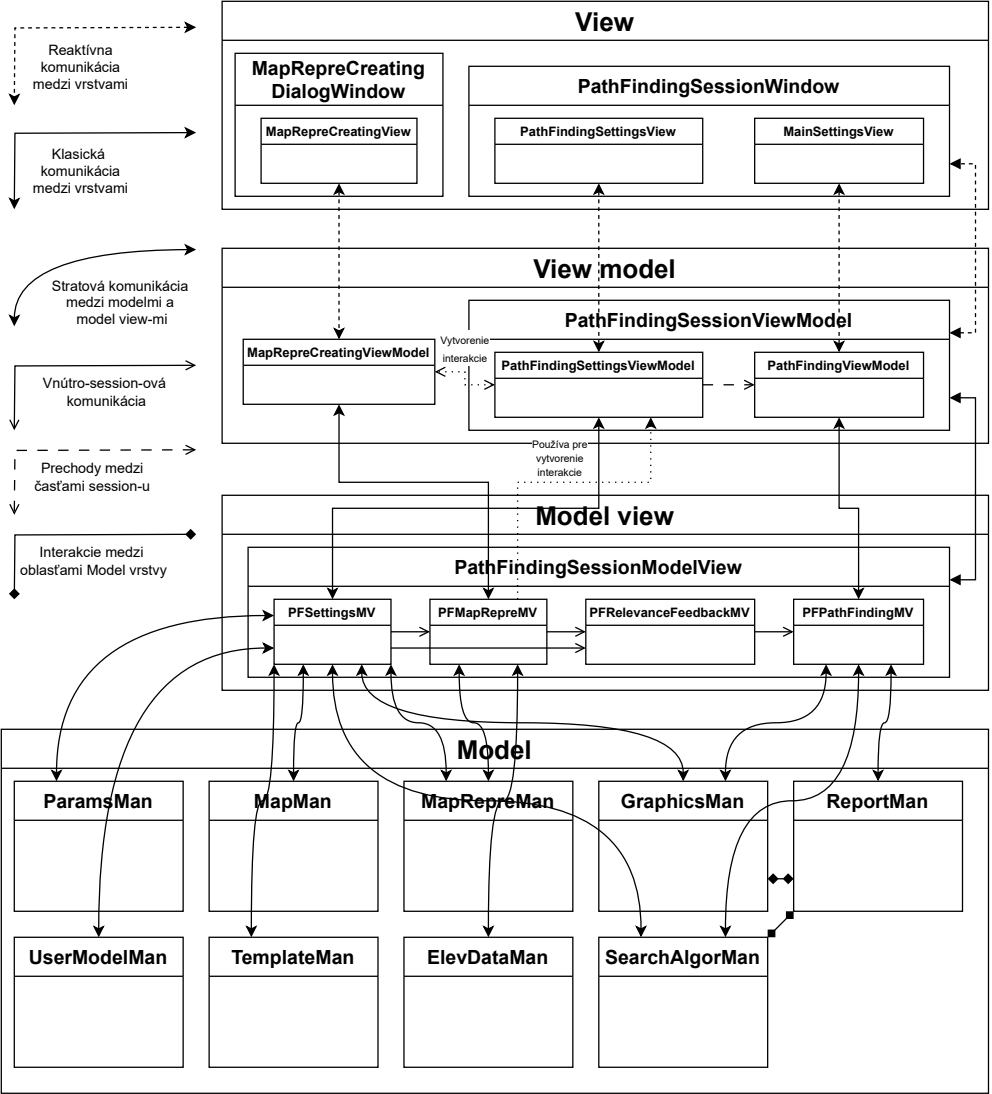 Reaktívna
komunikácia
medzi vrstvami
Klasická
komunikácia
medzi vrstvami
Stratová komunikácia
medzi modelmi a
model view-mi
Vnútro-session-ová
komunikácia
Prechody medzi
časťami session-u
Interakcie medzi
oblasťami Model vrstvy
View
MapRepreCreating
DialogWindow
MapRepreCreatingView
PathFindingSessionWindow
PathFindingSettingsView
MainSettingsView
View model
PathFindingSessionViewModel
MapRepreCreatingViewModel
Vytvorenie
interakcie
PathFindingSettingsViewModel
PathFindingViewModel
Používa pre
vytvorenie
interakcie
Model view
PathFindingSessionModelView
PFSettingsMV
PFMapRepreMV
PFRelevanceFeedbackMV
PFPathFindingMV
Model
ParamsMan
MapMan
MapRepreMan
GraphicsMan
ReportMan
UserModelMan
TemplateMan
ElevDataMan
SearchAlgorMan